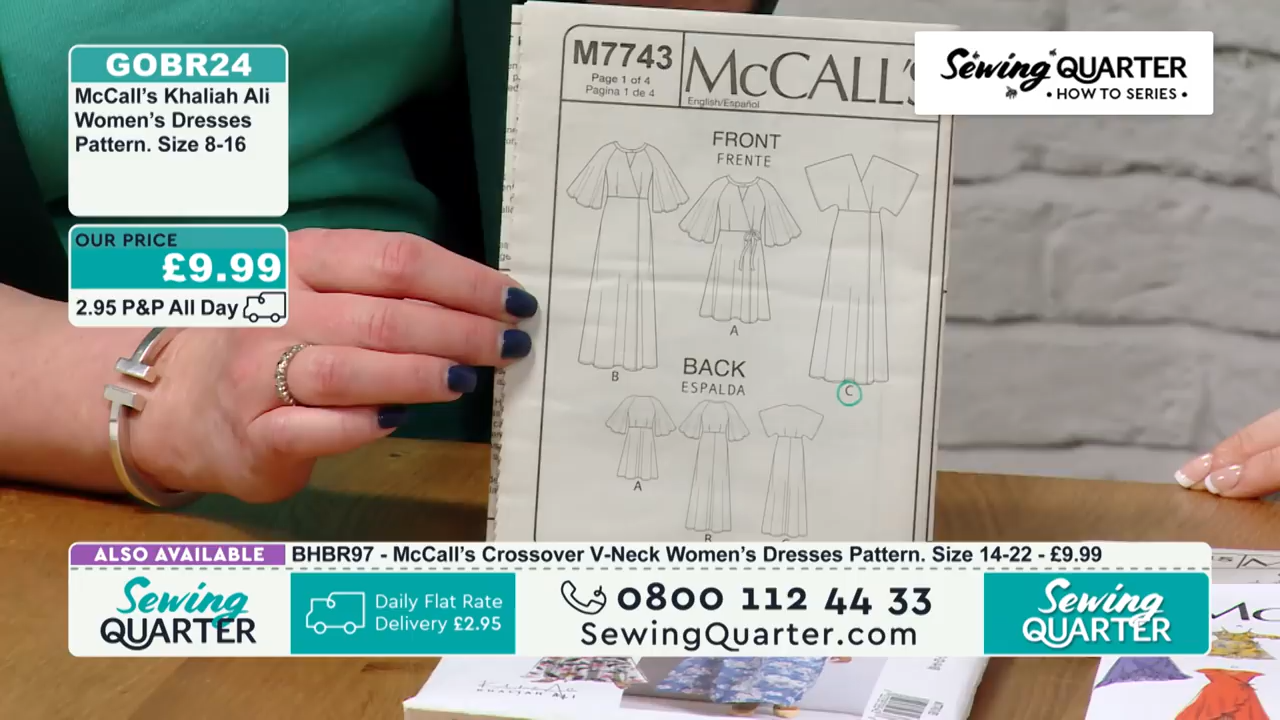 GOBR24
McCall's Khaliah Ali
Women's Dresses
Pattern. Size 8-16
OUR PRICE
£9.99
2.95 P&P All Day
M7743
Page 1 of 4
Pagina 1 de 4
McCALL'S
English/Español
FRONT
FRENTE
B
A
C
BACK
ESPALDA
A
B
Sewing QUARTER
• HOW TO SERIES •
ALSO AVAILABLE
BHBR97 - McCall's Crossover V-Neck Women's Dresses Pattern. Size 14-22 - £9.99
Sewing
QUARTER
Daily Flat Rate
Delivery £2.95
0800 112 44 33
SewingQuarter.com
Sewing
QUARTER
KHALIAH ALI